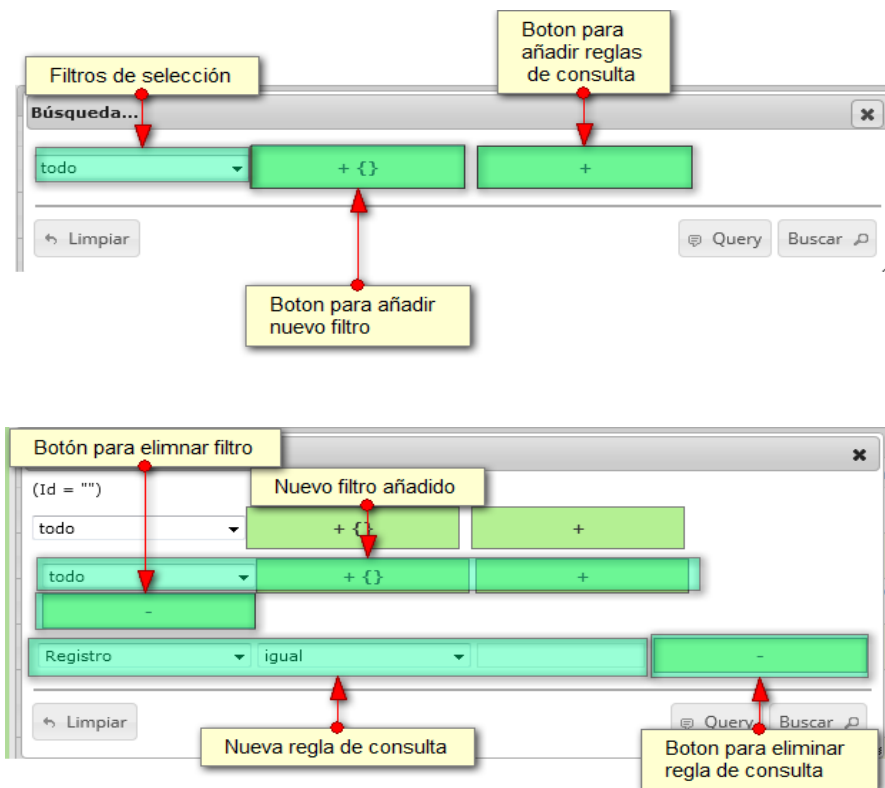 Boton para
añadir reglas
de consulta
Filtros de selección
Búsqueda...
todo
+ {}
+
Limpiar
Query
Buscar
Boton para añadir
nuevo filtro
Botón para elimnar filtro
(Id = "")
Nuevo filtro añadido
todo
+ {}
+
todo
+ {}
+
-
Registro
igual
-
Limpiar
Query
Buscar
Nueva regla de consulta
Boton para eliminar
regla de consulta